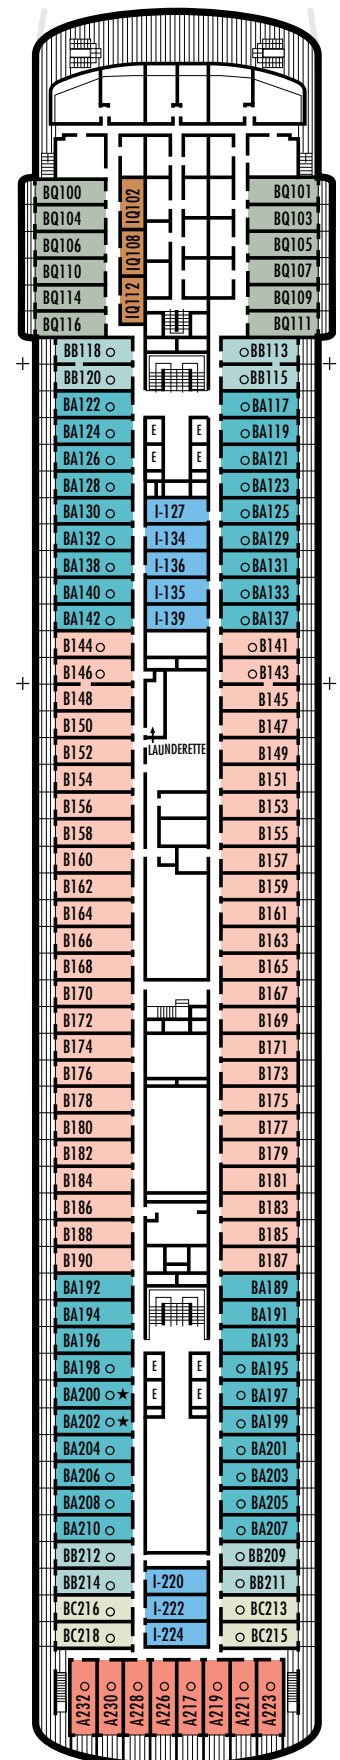 BQ100 IQ102 BQ101
BQ104 BQ103
BQ106 IQ108 BQ105
BQ110 BQ107
BQ114 IQ112 BQ109
BQ116 BQ111
BB118 BB113
BB120 BB115
BA122 BA117
BA124 E E BA119
BA126 E E BA121
BA128 BA123
BA130 I-127 BA125
BA132 I-134 BA129
BA138 I-136 BA131
BA140 I-135 BA133
BA142 I-139 BA137
B144 B141
B146 B143
B148 B145
B150 B147
B152 LAUNDERETTE B149
B154 B151
B156 B153
B158 B155
B160 B157
B162 B159
B164 B161
B166 B163
B168 B165
B170 B167
B172 B169
B174 B171
B176 B173
B178 B175
B180 B177
B182 B179
B184 B181
B186 B183
B188 B185
B190 B187
BA192 BA189
BA194 BA191
BA196 BA193
BA198 E E BA195
BA200 ★ E E BA197
BA202 ★ BA199
BA204 BA201
BA206 BA203
BA208 BA205
BA210 BA207
BB212 BB209
BB214 I-220 BB211
BC216 I-222 BC213
BC218 I-224 BC215
A232 A230 A228 A226 A217 A219 A221 A223